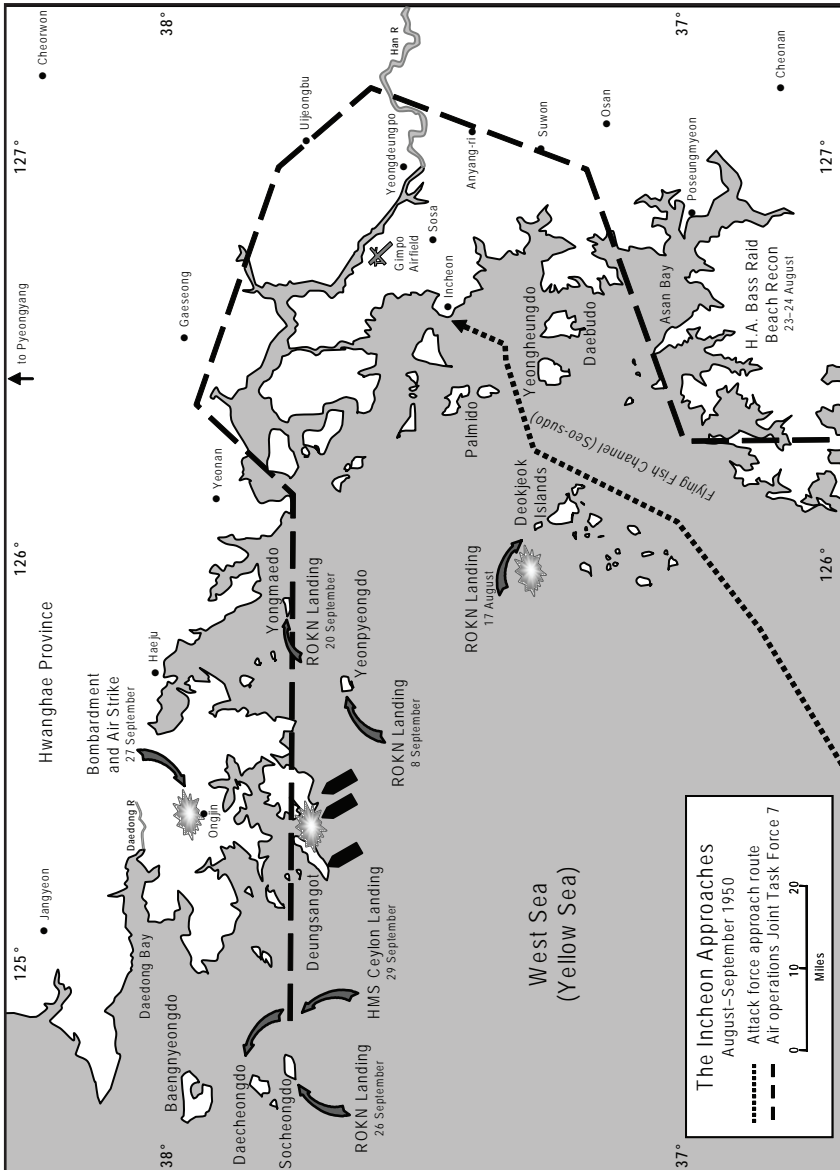 Hwanghae Province
to Pyeongyang
Cheorwon
Jangyeon
125°
126°
127°
38°
38°
Bombardment
and Air Strike
27 September
Haeju
Yeonan
Gaeseong
Uijeongbu
Daedong R
Ongjin
Daedong Bay
Baengnyeongdo
Daecheongdo
Socheongdo
ROKN Landing
26 September
HMS Ceylon Landing
29 September
Deungsangot
Yongmaedo
ROKN Landing
20 September
Yeonpyeongdo
ROKN Landing
8 September
Han R
Yeongdeungpo
Gimpo
Airfield
Sosa
Anyang-ri
Incheon
Suwon
Osan
Palmido
Yeongheungdo
Daebudo
Flying Fish Channel (Seo-sudo)
Deokjeok
Islands
ROKN Landing
17 August
Asan Bay
Poseungmyeon
H.A. Bass Raid
Beach Recon
23–24 August
Cheonan
West Sea
(Yellow Sea)
37°
37°
126°
127°
The Incheon Approaches
August–September 1950
Attack force approach route
Air operations Joint Task Force 7
0 10 20
Miles